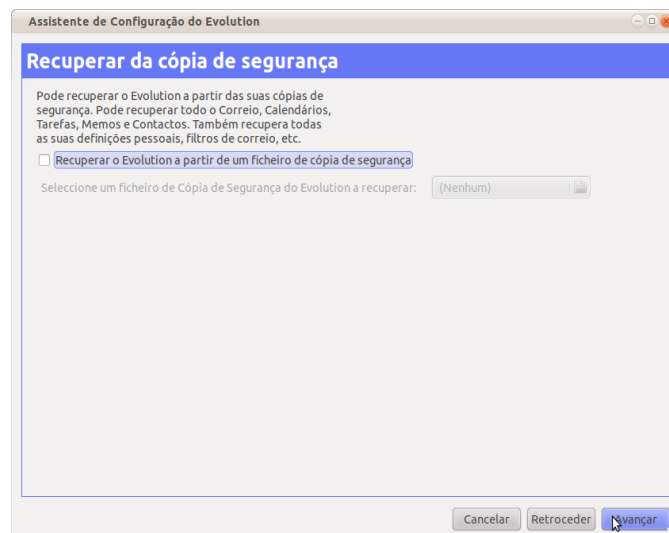 Assistente de Configuração do Evolution
Recuperar da cópia de segurança
Pode recuperar o Evolution a partir das suas cópias de
segurança. Pode recuperar todo o Correio, Calendários,
Tarefas, Memos e Contactos. Também recupera todas
as suas definições pessoais, filtros de correio, etc.
Recuperar o Evolution a partir de um ficheiro de cópia de segurança
Seleccione um ficheiro de Cópia de Segurança do Evolution a recuperar: (Nenhum)
Cancelar Retroceder Avançar